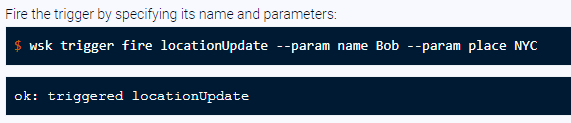 Fire the trigger by specifying its name and parameters:
$ wsk trigger fire locationUpdate --param name Bob --param place NYC
ok: triggered locationUpdate